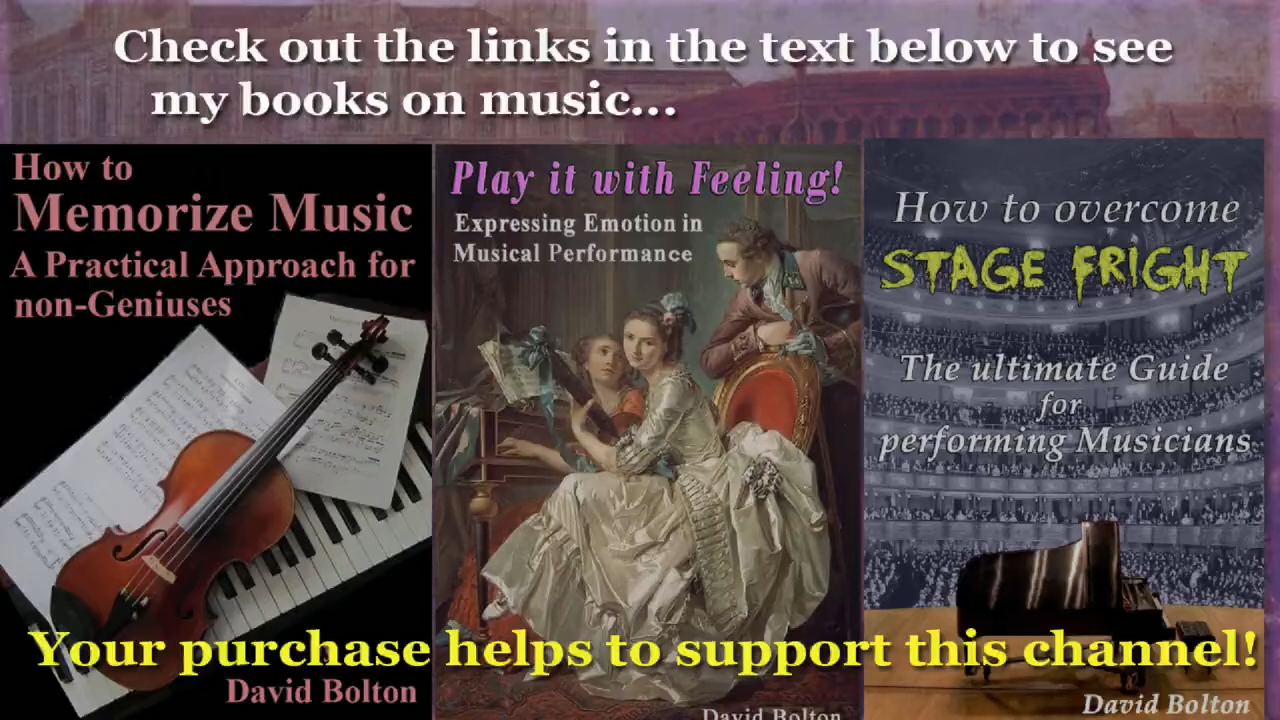 Check out the links in the text below to see
my books on music...
How to
Memorize Music
A Practical Approach for
non-Geniuses
David Bolton
Play it with Feeling!
Expressing Emotion in
Musical Performance
David Bolton
How to overcome
STAGE FRIGHT
The ultimate Guide
for
performing Musicians
David Bolton
Your purchase helps to support this channel!